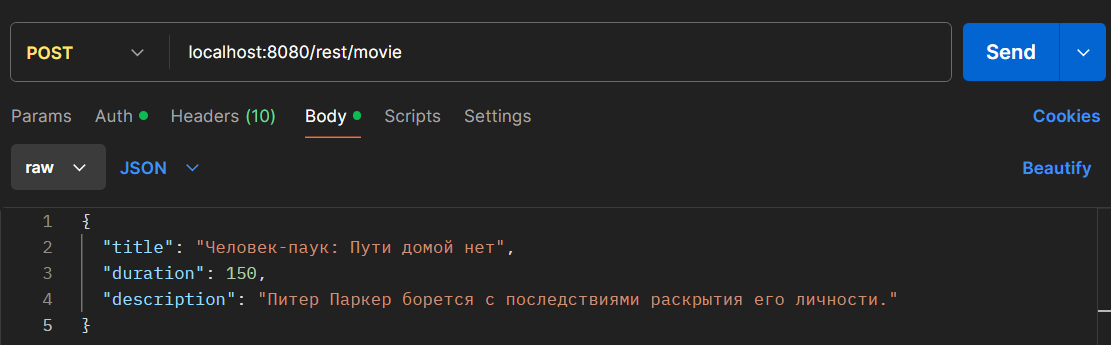 POST localhost:8080/rest/movie Send
Params Auth Headers (10) Body Scripts Settings Cookies
raw JSON Beautify
1 {
2 "title": "Человек-паук: Пути домой нет",
3 "duration": 150,
4 "description": "Питер Паркер борется с последствиями раскрытия его личности."
5 }